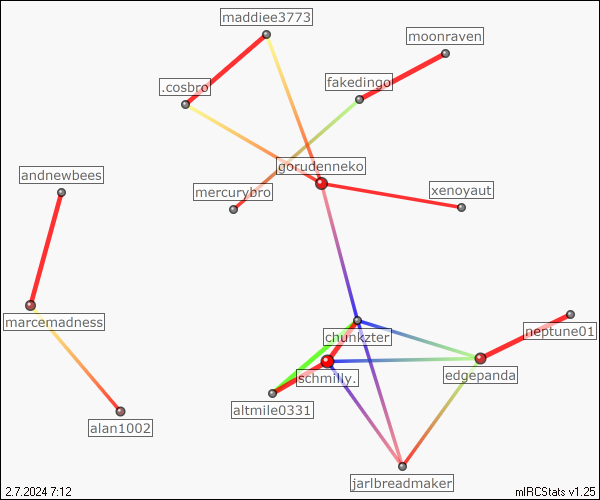 maddiee3773
moonraven
fakedingo
.cosbro
gorudenneko
andnewbees
mercurybro
xenoyaut
marcemadness
neptune01
chunkzter
edgepanda
schmilly.
altmile0331
alan1002
jarlbreadmaker
2.7.2024 7:12
mIRCStats v1.25